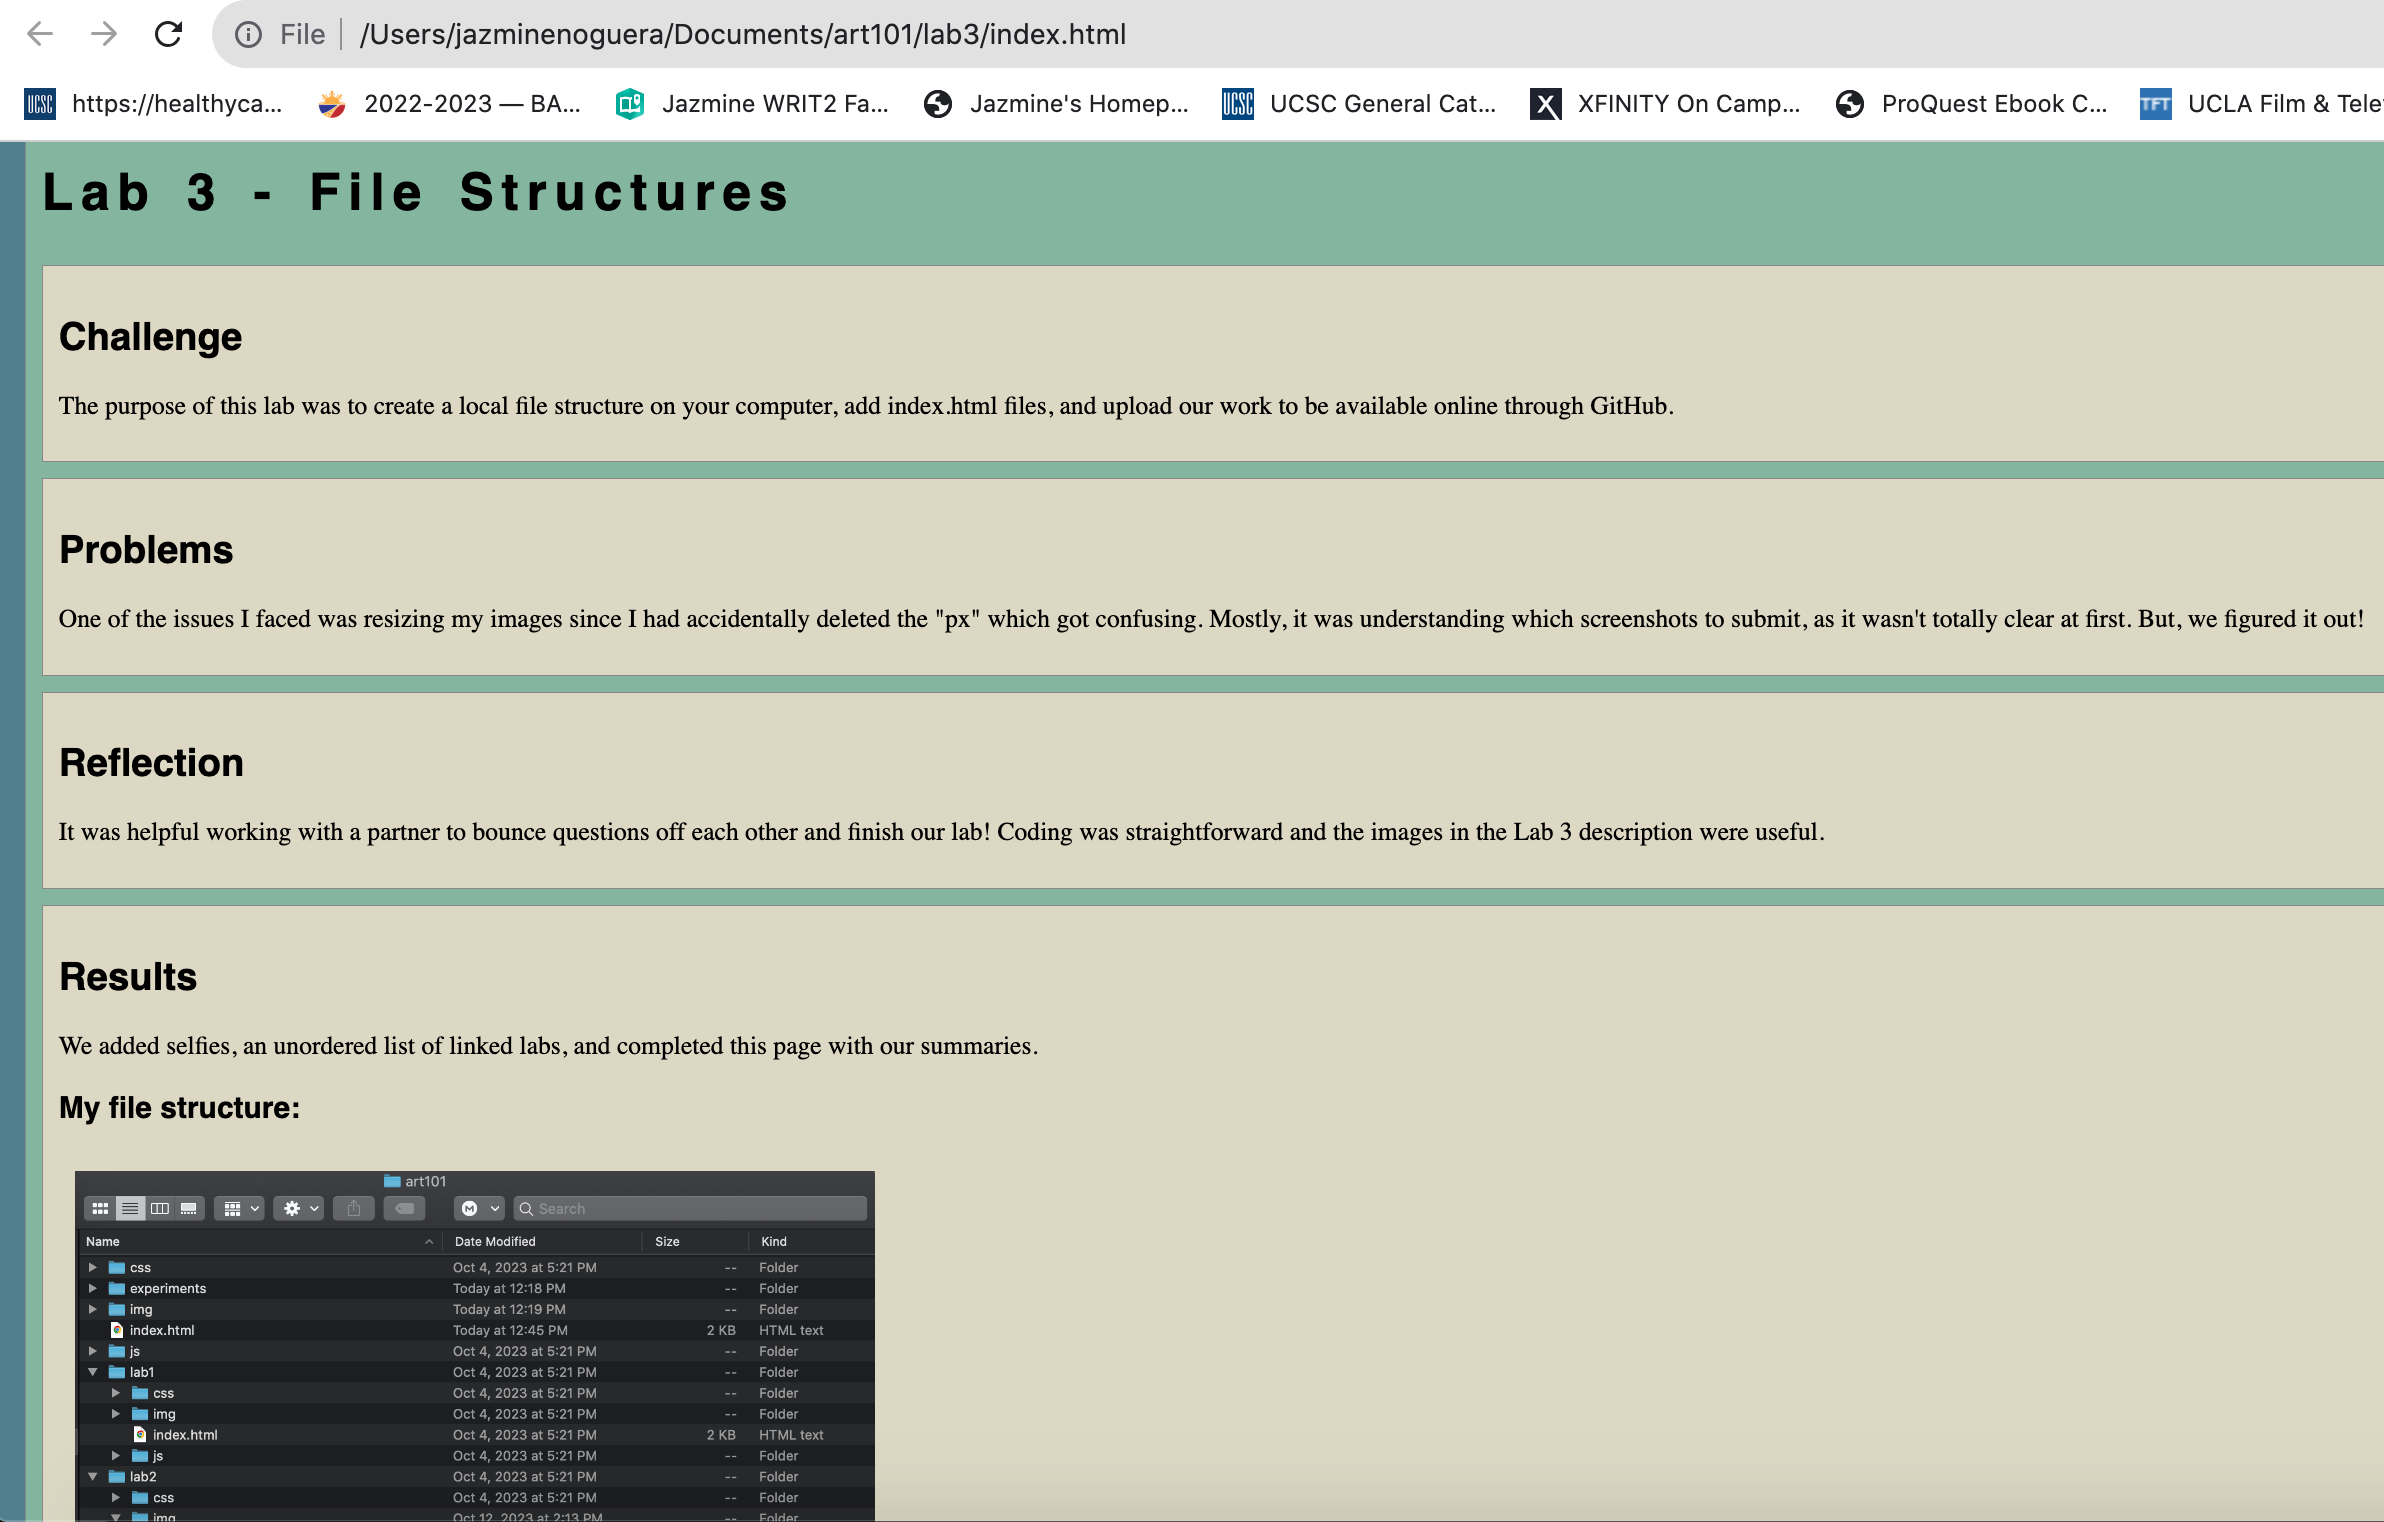 File /Users/jazminenoguera/Documents/art101/lab3/index.html
UCSC https://healthyca... 2022-2023 — BA... Jazmine WRIT2 Fa... Jazmine's Homep... UCSC UCSC General Cat... X XFINITY On Camp... ProQuest Ebook C... TFT UCLA Film & Tele
Lab 3 - File Structures
Challenge
The purpose of this lab was to create a local file structure on your computer, add index.html files, and upload our work to be available online through GitHub.
Problems
One of the issues I faced was resizing my images since I had accidentally deleted the "px" which got confusing. Mostly, it was understanding which screenshots to submit, as it wasn't totally clear at first. But, we figured it out!
Reflection
It was helpful working with a partner to bounce questions off each other and finish our lab! Coding was straightforward and the images in the Lab 3 description were useful.
Results
We added selfies, an unordered list of linked labs, and completed this page with our summaries.
My file structure:
art101
M Search
Name Date Modified Size Kind
css Oct 4, 2023 at 5:21 PM -- Folder
experiments Today at 12:18 PM -- Folder
img Today at 12:19 PM -- Folder
index.html Today at 12:45 PM 2 KB HTML text
js Oct 4, 2023 at 5:21 PM -- Folder
lab1 Oct 4, 2023 at 5:21 PM -- Folder
css Oct 4, 2023 at 5:21 PM -- Folder
img Oct 4, 2023 at 5:21 PM -- Folder
index.html Oct 4, 2023 at 5:21 PM 2 KB HTML text
js Oct 4, 2023 at 5:21 PM -- Folder
lab2 Oct 4, 2023 at 5:21 PM -- Folder
css Oct 4, 2023 at 5:21 PM -- Folder
img Oct 12, 2023 at 2:13 PM -- Folder